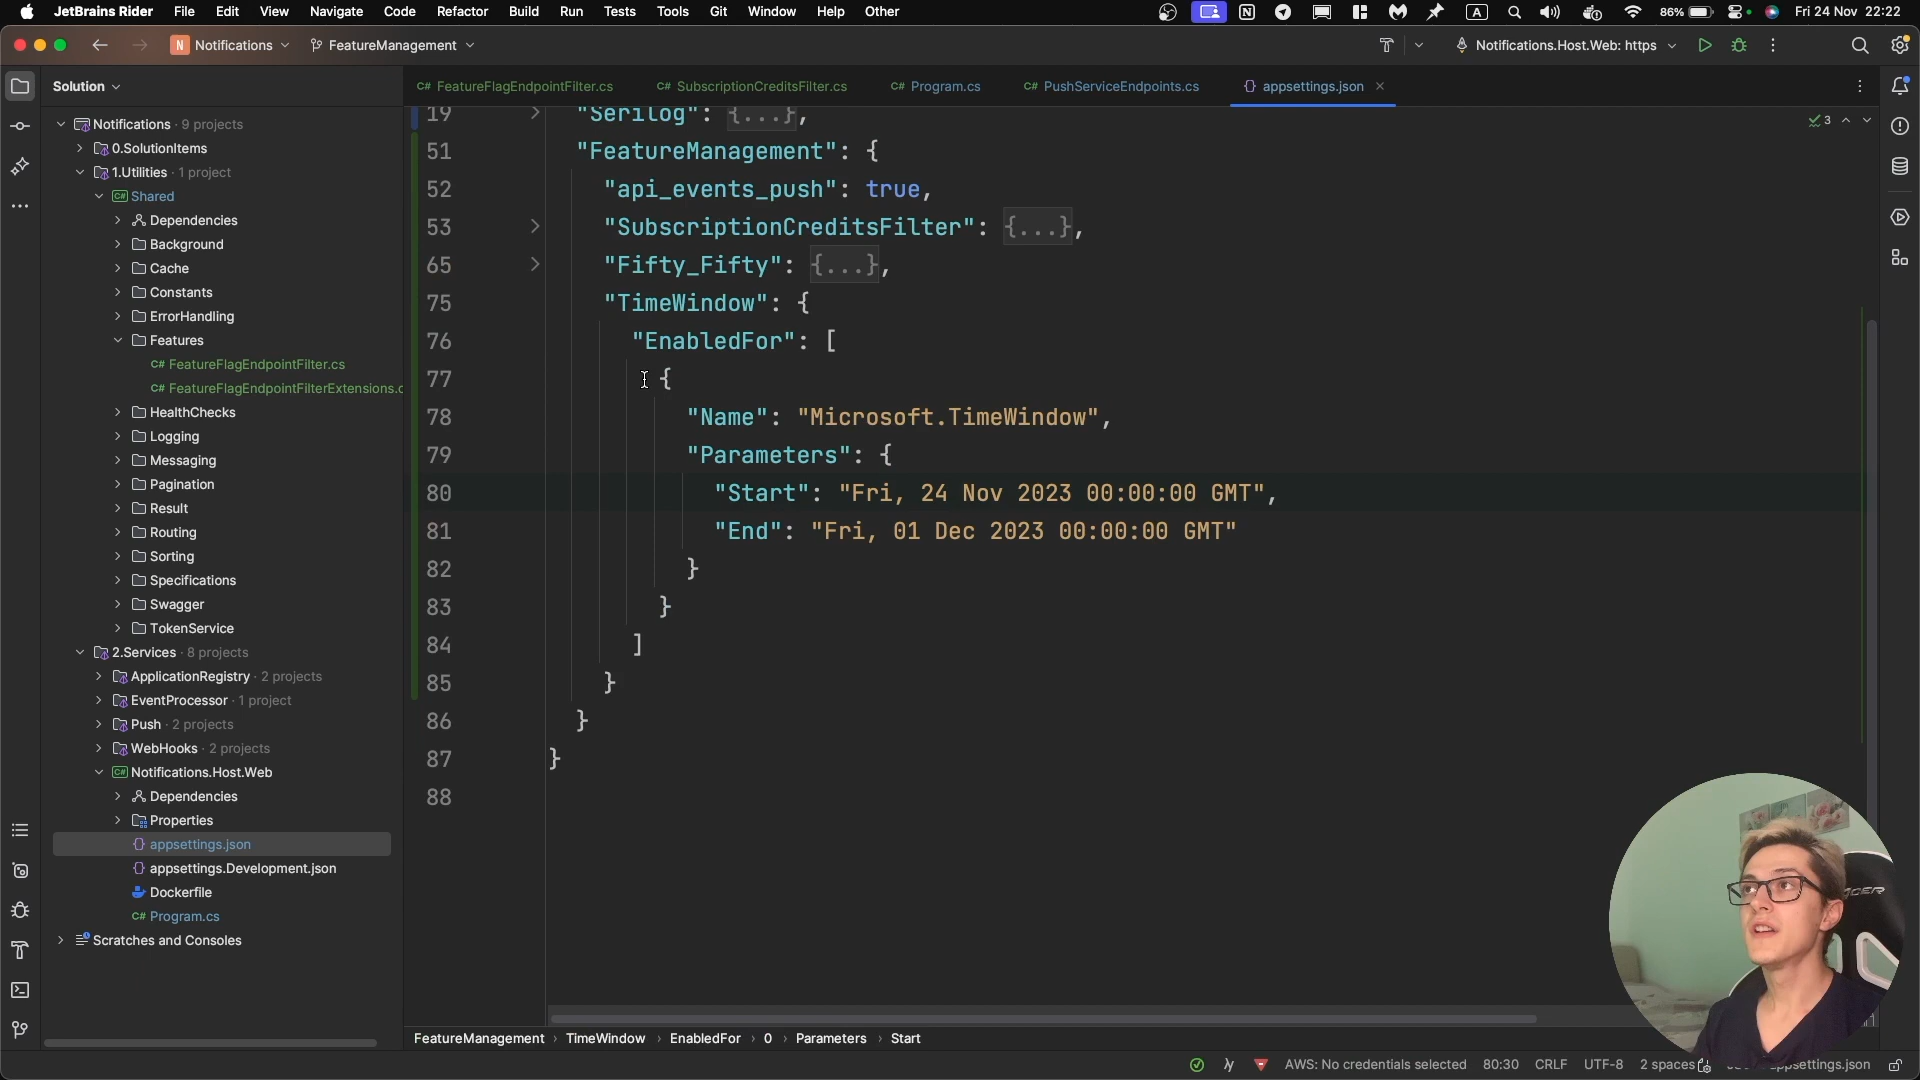 JetBrains Rider File Edit View Navigate Code Refactor Build Run Tests Tools Git Window Help Other A 86% Fri 24 Nov 22:22
N Notifications FeatureManagement Notifications.Host.Web: https
Solution
C# FeatureFlagEndpointFilter.cs C# SubscriptionCreditsFilter.cs C# Program.cs C# PushServiceEndpoints.cs {} appsettings.json
Notifications · 9 projects
0.SolutionItems
1.Utilities · 1 project
C# Shared
Dependencies
Background
Cache
Constants
ErrorHandling
Features
C# FeatureFlagEndpointFilter.cs
C# FeatureFlagEndpointFilterExtensions.c
HealthChecks
Logging
Messaging
Pagination
Result
Routing
Sorting
Specifications
Swagger
TokenService
2.Services · 8 projects
ApplicationRegistry · 2 projects
EventProcessor · 1 project
Push · 2 projects
WebHooks · 2 projects
C# Notifications.Host.Web
Dependencies
Properties
{} appsettings.json
{} appsettings.Development.json
Dockerfile
C# Program.cs
Scratches and Consoles
19 "Serilog": {...},
3
51 "FeatureManagement": {
52 "api_events_push": true,
53 "SubscriptionCreditsFilter": {...},
65 "Fifty_Fifty": {...},
75 "TimeWindow": {
76 "EnabledFor": [
77 {
78 "Name": "Microsoft.TimeWindow",
79 "Parameters": {
80 "Start": "Fri, 24 Nov 2023 00:00:00 GMT",
81 "End": "Fri, 01 Dec 2023 00:00:00 GMT"
82 }
83 }
84 ]
85 }
86 }
87 }
88
ACER
FeatureManagement › TimeWindow › EnabledFor › 0 › Parameters › Start
AWS: No credentials selected 80:30 CRLF UTF-8 2 spaces appsettings.json